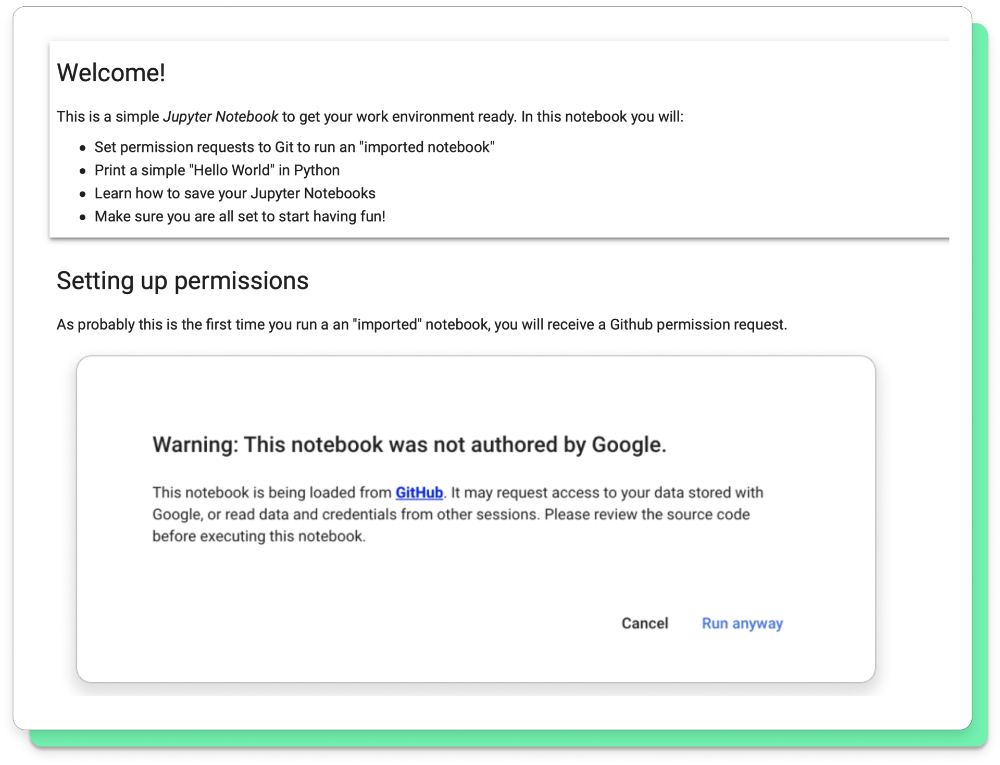 Welcome!
This is a simple Jupyter Notebook to get your work environment ready. In this notebook you will:
• Set permission requests to Git to run an "imported notebook"
• Print a simple "Hello World" in Python
• Learn how to save your Jupyter Notebooks
• Make sure you are all set to start having fun!
Setting up permissions
As probably this is the first time you run a an "imported" notebook, you will receive a Github permission request.
Warning: This notebook was not authored by Google.
This notebook is being loaded from GitHub. It may request access to your data stored with
Google, or read data and credentials from other sessions. Please review the source code
before executing this notebook.
Cancel Run anyway